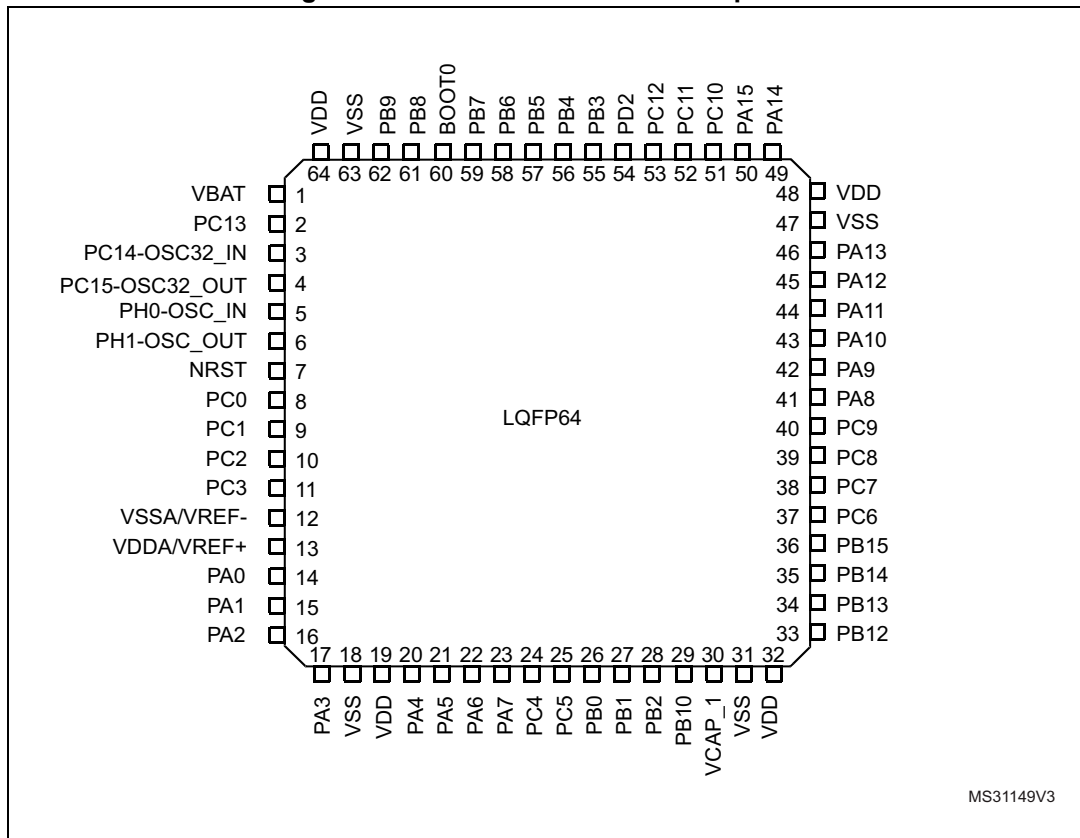 VDD
VSS
PB9
PB8
BOOT0
PB7
PB6
PB5
PB4
PB3
PD2
PC12
PC11
PC10
PA15
PA14
64 63 62 61 60 59 58 57 56 55 54 53 52 51 50 49
VBAT 1
PC13 2
PC14-OSC32_IN 3
PC15-OSC32_OUT 4
PH0-OSC_IN 5
PH1-OSC_OUT 6
NRST 7
PC0 8
PC1 9
PC2 10
PC3 11
VSSA/VREF- 12
VDDA/VREF+ 13
PA0 14
PA1 15
PA2 16
LQFP64
48 VDD
47 VSS
46 PA13
45 PA12
44 PA11
43 PA10
42 PA9
41 PA8
40 PC9
39 PC8
38 PC7
37 PC6
36 PB15
35 PB14
34 PB13
33 PB12
17 18 19 20 21 22 23 24 25 26 27 28 29 30 31 32
PA3
VSS
VDD
PA4
PA5
PA6
PA7
PC4
PC5
PB0
PB1
PB2
PB10
VCAP_1
VSS
VDD
MS31149V3